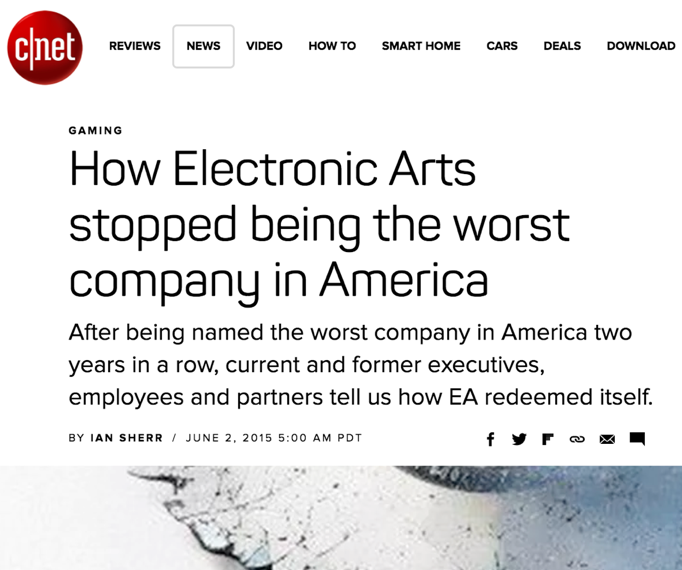 c|net
REVIEWS NEWS VIDEO HOW TO SMART HOME CARS DEALS DOWNLOAD
GAMING
How Electronic Arts
stopped being the worst
company in America
After being named the worst company in America two
years in a row, current and former executives,
employees and partners tell us how EA redeemed itself.
BY IAN SHERR / JUNE 2, 2015 5:00 AM PDT